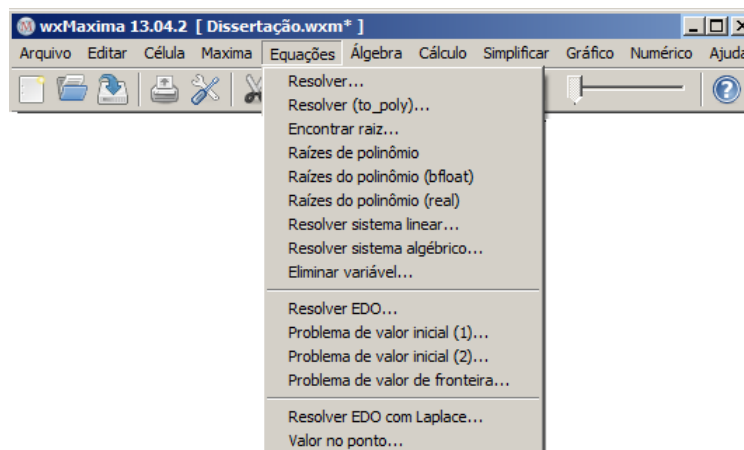 wxMaxima 13.04.2 [ Dissertação.wxm* ]
Arquivo Editar Célula Maxima Equações Álgebra Cálculo Simplificar Gráfico Numérico Ajuda
Resolver...
Resolver (to_poly)...
Encontrar raiz...
Raízes de polinômio
Raízes do polinômio (bfloat)
Raízes do polinômio (real)
Resolver sistema linear...
Resolver sistema algébrico...
Eliminar variável...
Resolver EDO...
Problema de valor inicial (1)...
Problema de valor inicial (2)...
Problema de valor de fronteira...
Resolver EDO com Laplace...
Valor no ponto...